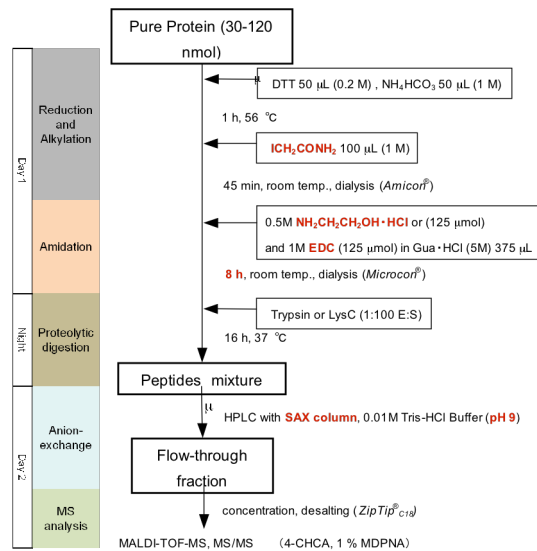 Pure Protein (30-120
nmol)
μ
DTT 50 μL (0.2 M) , NH₄HCO₃ 50 μL (1 M)
1 h, 56 ℃
ICH₂CONH₂ 100 μL (1 M)
45 min, room temp., dialysis (Amicon®)
0.5M NH₂CH₂CH₂OH・HCl or (125 μmol)
and 1M EDC (125 μmol) in Gua・HCl (5M) 375 μL
8 h, room temp., dialysis (Microcon®)
Trypsin or LysC (1:100 E:S)
16 h, 37 ℃
Peptides mixture
μ
HPLC with SAX column, 0.01M Tris-HCl Buffer (pH 9)
Flow-through
fraction
concentration, desalting (ZipTip®C18)
MALDI-TOF-MS, MS/MS (4-CHCA, 1 % MDPNA)
Day 1
Night
Day 2
Reduction
and
Alkylation
Amidation
Proteolytic
digestion
Anion-
exchange
MS
analysis